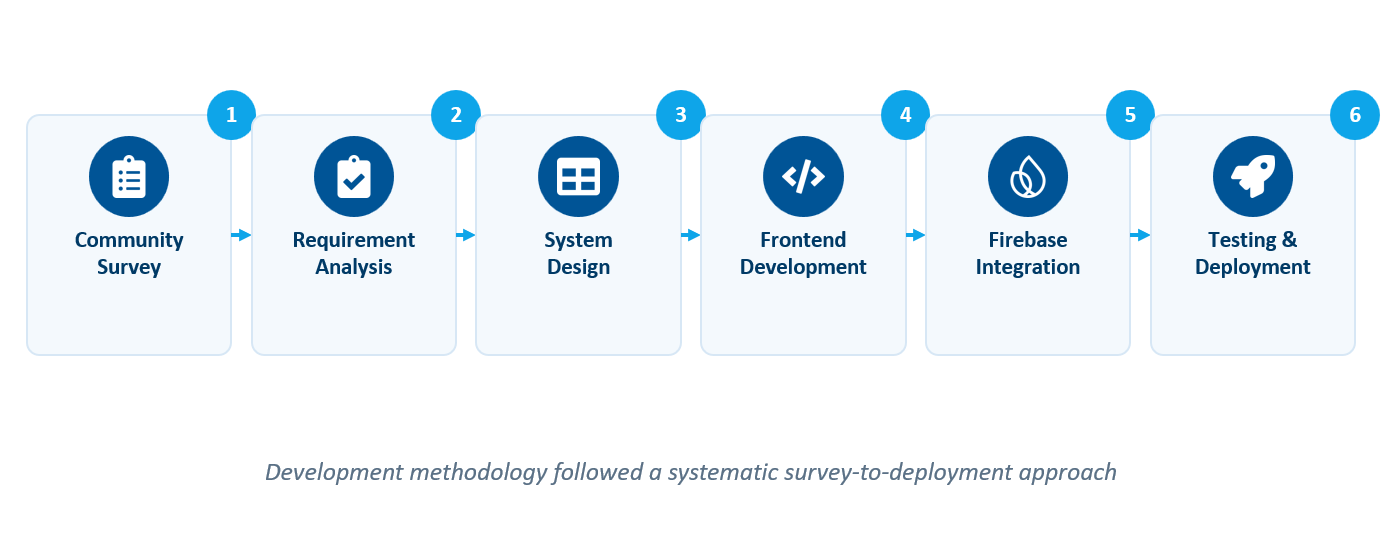 1
Community
Survey
2
Requirement
Analysis
3
System
Design
4
Frontend
Development
5
Firebase
Integration
6
Testing &
Deployment
Development methodology followed a systematic survey-to-deployment approach